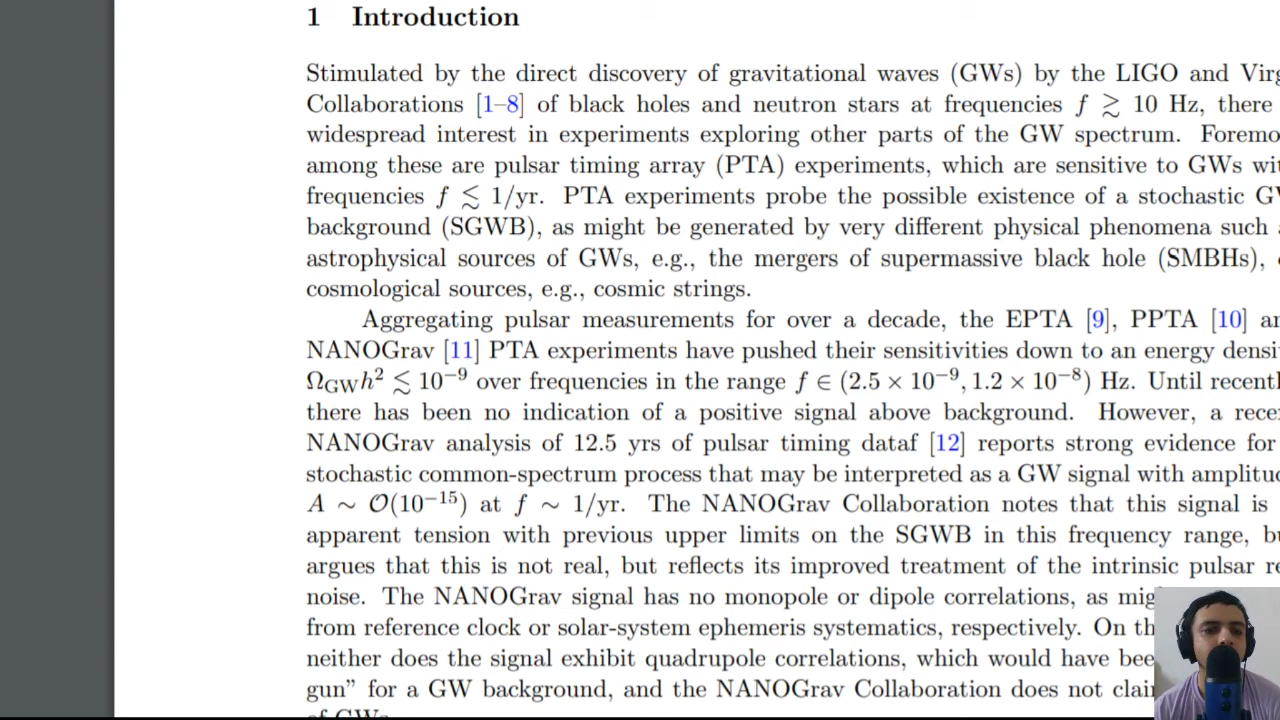 1 Introduction
Stimulated by the direct discovery of gravitational waves (GWs) by the LIGO and
Collaborations [1–8] of black holes and neutron stars at frequencies f ≳ 10 Hz, there
widespread interest in experiments exploring other parts of the GW spectrum.
among these are pulsar timing array (PTA) experiments, which are sensitive to GWs
frequencies f ≲ 1/yr. PTA experiments probe the possible existence of a stochastic
background (SGWB), as might be generated by very different physical phenomena such
astrophysical sources of GWs, e.g., the mergers of supermassive black hole (SMBHs),
cosmological sources, e.g., cosmic strings.
Aggregating pulsar measurements for over a decade, the EPTA [9], PPTA [10]
NANOGrav [11] PTA experiments have pushed their sensitivities down to an energy
Ω_GW h² ≲ 10⁻⁹ over frequencies in the range f ∈ (2.5 × 10⁻⁹, 1.2 × 10⁻⁸) Hz. Until
there has been no indication of a positive signal above background. However, a
NANOGrav analysis of 12.5 yrs of pulsar timing dataf [12] reports strong evidence for
stochastic common-spectrum process that may be interpreted as a GW signal with
A ∼ O(10⁻¹⁵) at f ∼ 1/yr. The NANOGrav Collaboration notes that this signal is
apparent tension with previous upper limits on the SGWB in this frequency range,
argues that this is not real, but reflects its improved treatment of the intrinsic pulsar
noise. The NANOGrav signal has no monopole or dipole correlations, as
from reference clock or solar-system ephemeris systematics, respectively. On
neither does the signal exhibit quadrupole correlations, which would have
gun” for a GW background, and the NANOGrav Collaboration does not
of GWs